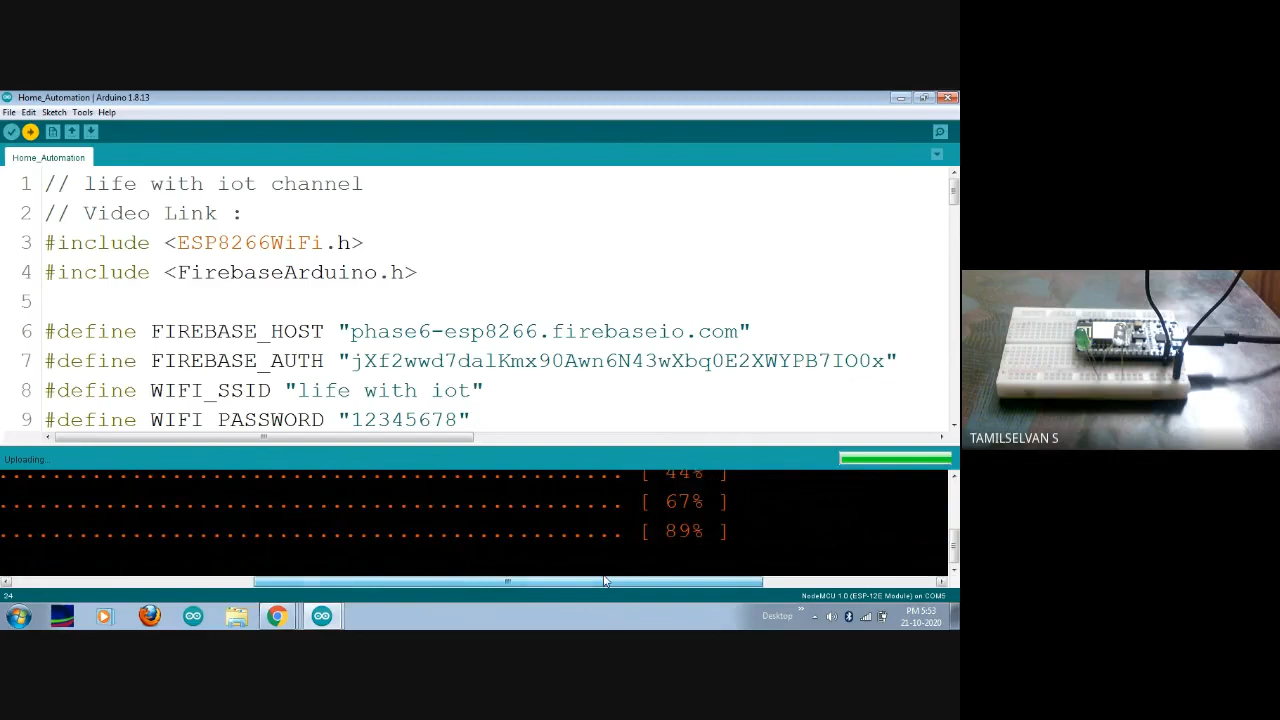 Home_Automation | Arduino 1.8.13
File Edit Sketch Tools Help
Home_Automation
1 // life with iot channel
2 // Video Link :
3 #include <ESP8266WiFi.h>
4 #include <FirebaseArduino.h>
5
6 #define FIREBASE_HOST "phase6-esp8266.firebaseio.com"
7 #define FIREBASE_AUTH "jXf2wwd7dalKmx90Awn6N43wXbq0E2XWYPB7IO0x"
8 #define WIFI_SSID "life with iot"
9 #define WIFI_PASSWORD "12345678"
Uploading...
.............................................. [ 44% ]
.............................................. [ 67% ]
.............................................. [ 89% ]
24
NodeMCU 1.0 (ESP-12E Module) on COM5
Desktop
PM 5:53
21-10-2020
TAMILSELVAN S